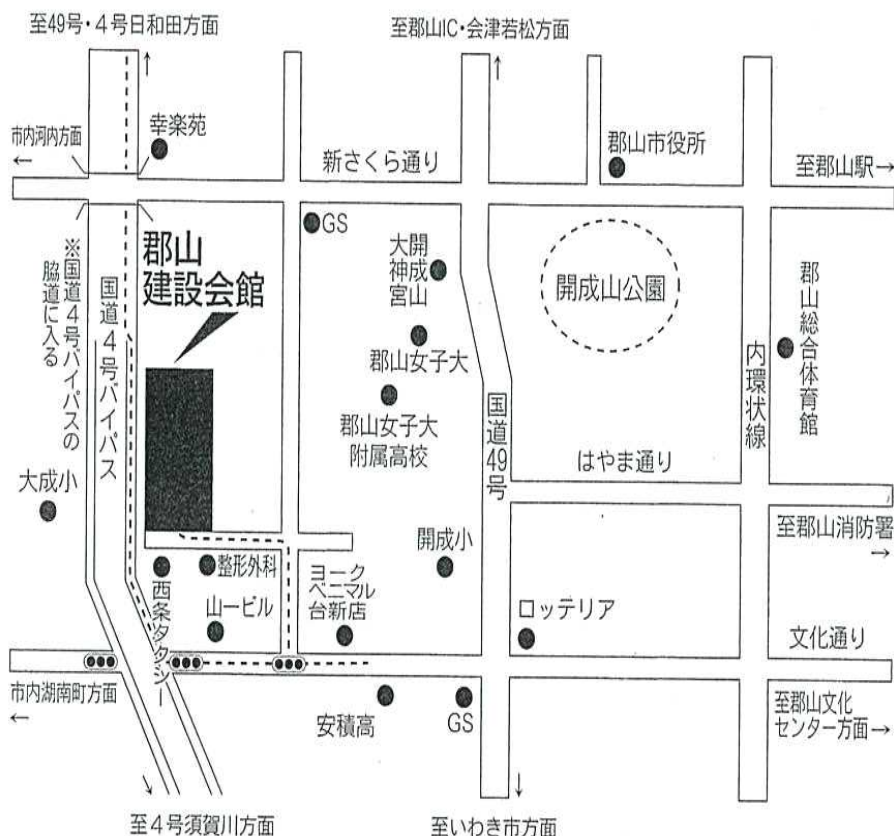 至49号・4号日和田方面
↑
至郡山IC・会津若松方面
↑
市内河内方面
←
幸楽苑
新さくら通り
郡山市役所
至郡山駅→
※国道4号バイパスの
脇道に入る
国道4号バイパス
郡山
建設会館
GS
大神宮
開成山
開成山公園
郡山総合体育館
内環状線
郡山女子大
郡山女子大
附属高校
国道49号
はやま通り
大成小
至郡山消防署
→
整形外科
西条タクシー
山一ビル
ヨーク
ベニマル
台新店
開成小
ロッテリア
文化通り
市内湖南町方面
←
安積高
GS
至郡山文化
センター方面→
↓
至4号須賀川方面
↓
至いわき市方面